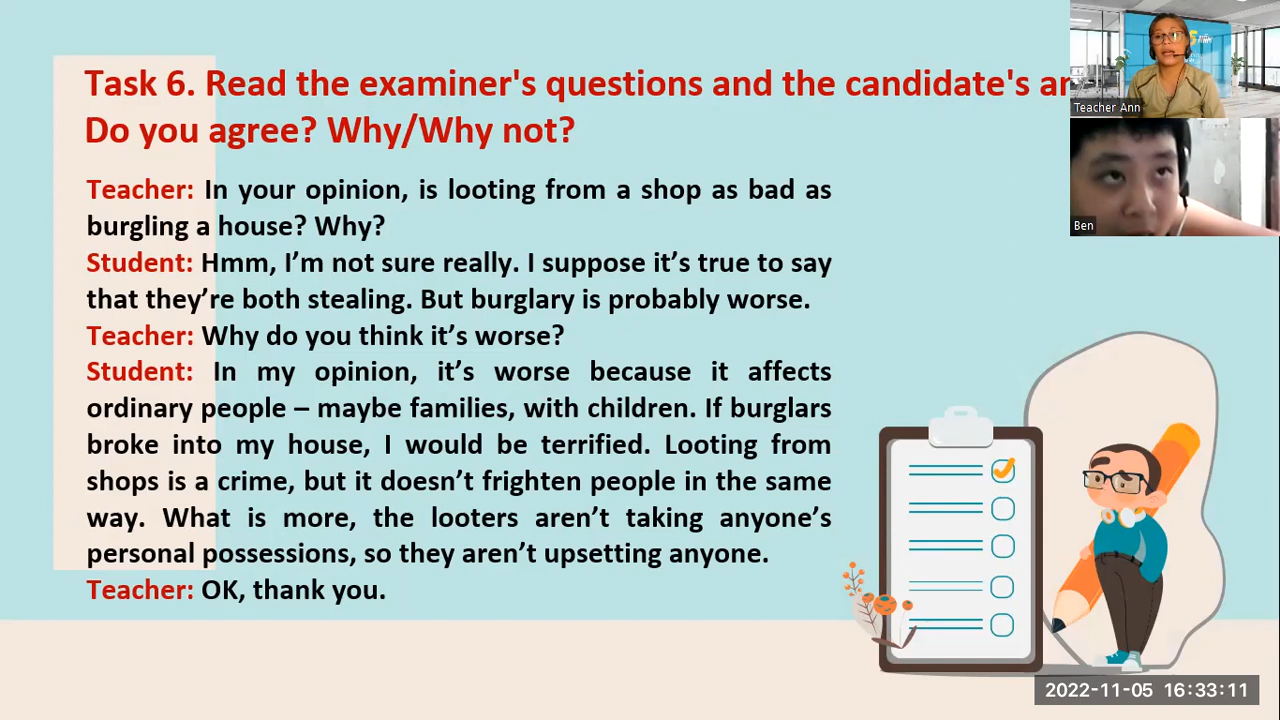 Task 6. Read the examiner's questions and the candidate's
Do you agree? Why/Why not?
Teacher: In your opinion, is looting from a shop as bad as
burgling a house? Why?
Student: Hmm, I’m not sure really. I suppose it’s true to say
that they’re both stealing. But burglary is probably worse.
Teacher: Why do you think it’s worse?
Student: In my opinion, it’s worse because it affects
ordinary people – maybe families, with children. If burglars
broke into my house, I would be terrified. Looting from
shops is a crime, but it doesn’t frighten people in the same
way. What is more, the looters aren’t taking anyone’s
personal possessions, so they aren’t upsetting anyone.
Teacher: OK, thank you.
Teacher Ann
Ben
2022-11-05 16:33:11